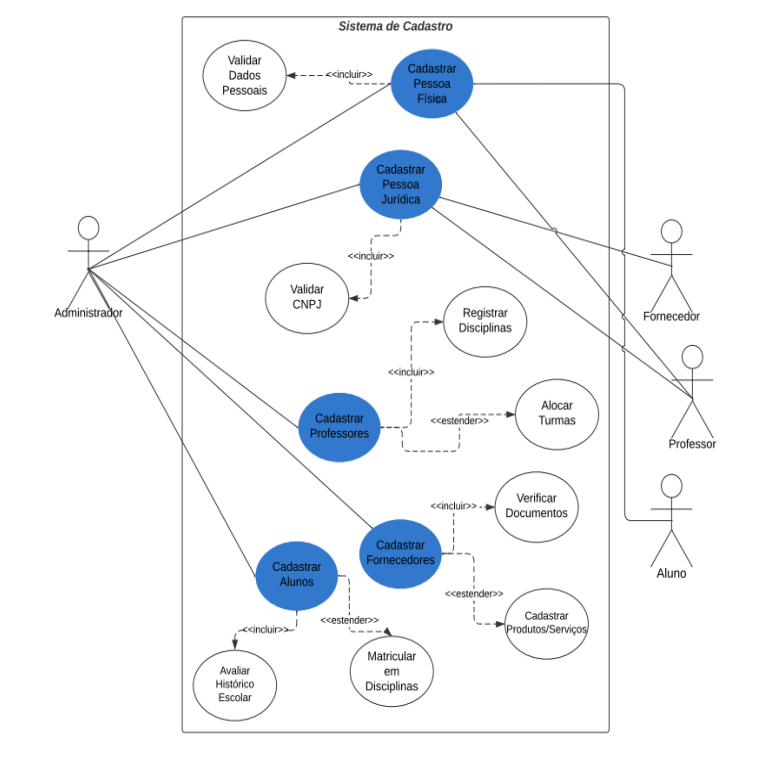 Sistema de Cadastro
Validar
Dados
Pessoais
<<incluir>>
Cadastrar
Pessoa
Física
Cadastrar
Pessoa
Jurídica
<<incluir>>
Validar
CNPJ
Administrador
Fornecedor
Registrar
Disciplinas
<<incluir>>
Cadastrar
Professores
<<estender>>
Alocar
Turmas
Professor
Verificar
Documentos
<<incluir>>
Cadastrar
Fornecedores
<<estender>>
Cadastrar
Produtos/Serviços
Aluno
Cadastrar
Alunos
<<estender>>
<<incluir>>
Avaliar
Histórico
Escolar
Matricular
em
Disciplinas